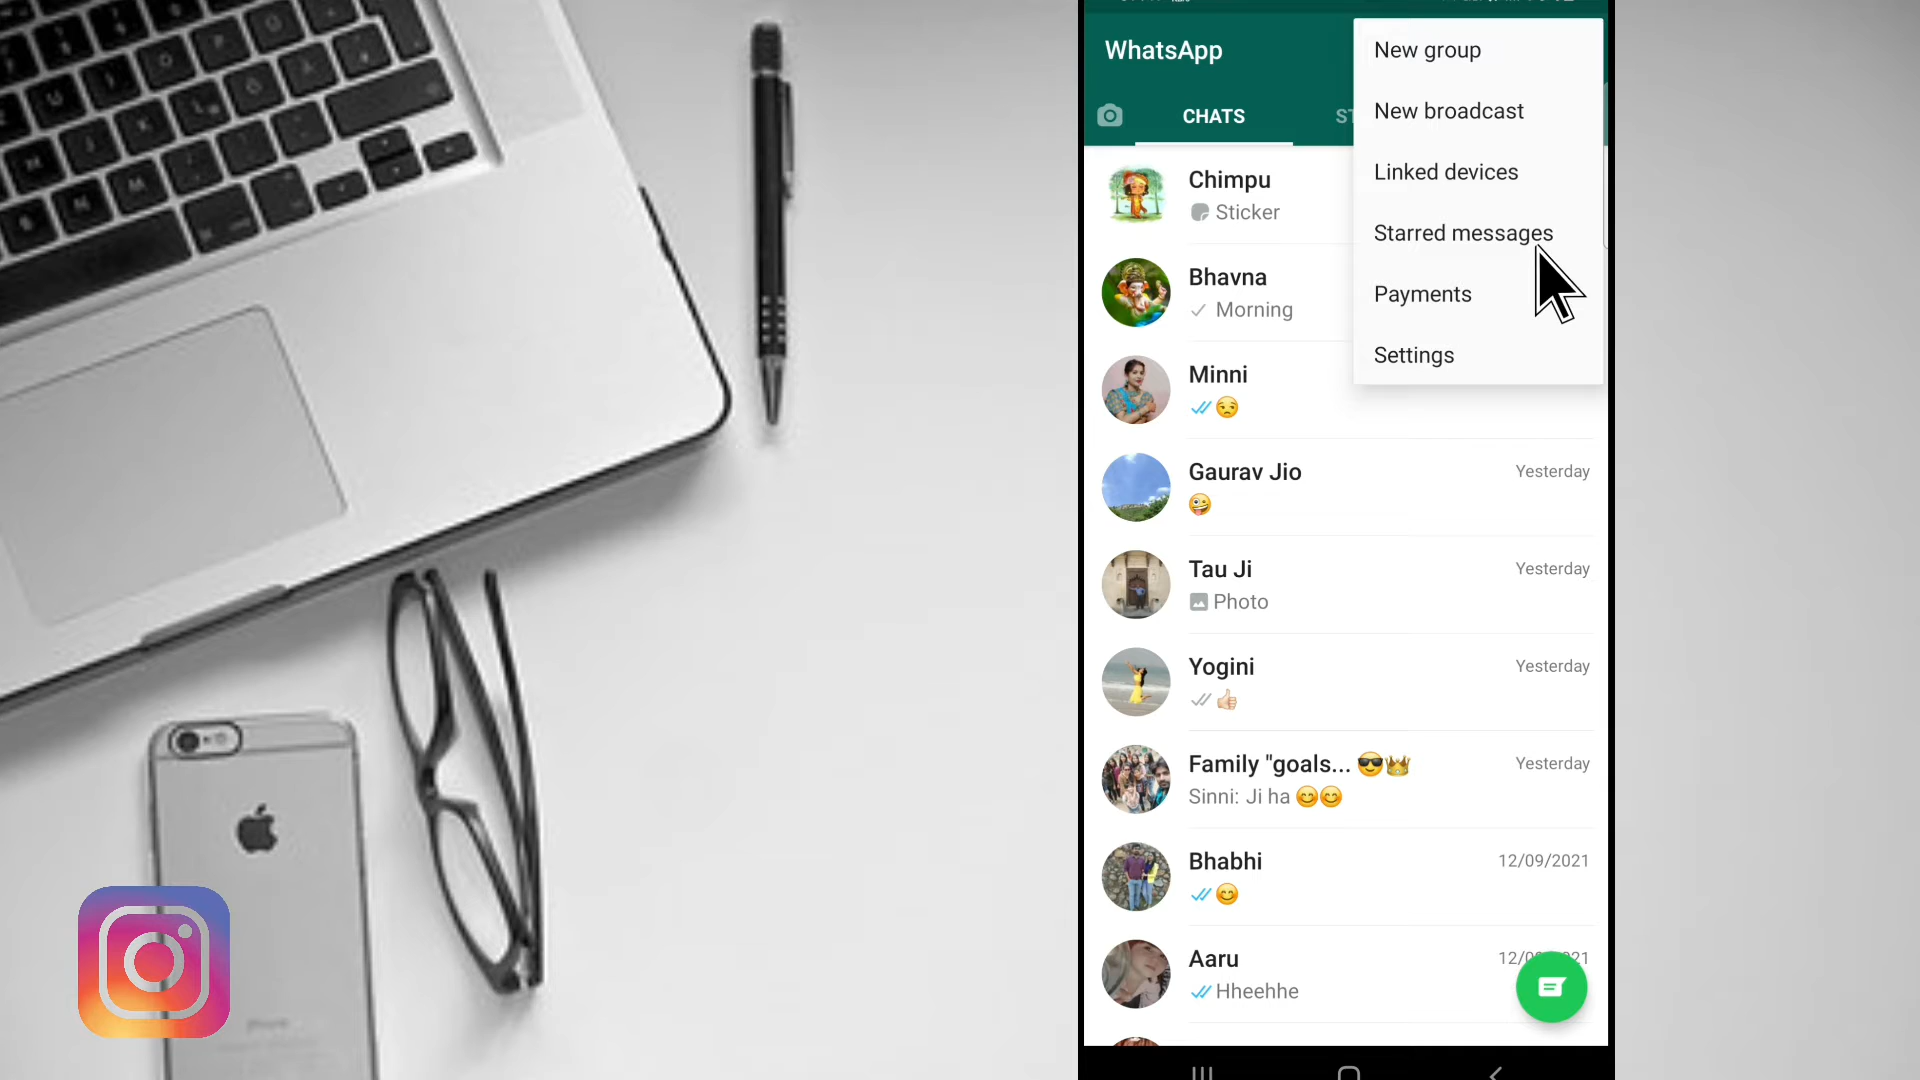 WhatsApp
CHATS
New group
New broadcast
Linked devices
Starred messages
Payments
Settings
Chimpu
Sticker
Bhavna
Morning
Minni
Gaurav Jio
Yesterday
Tau Ji
Yesterday
Photo
Yogini
Yesterday
Family "goals... 😎👑
Yesterday
Sinni: Ji ha 😊😊
Bhabhi
12/09/2021
Aaru
Hheehhe